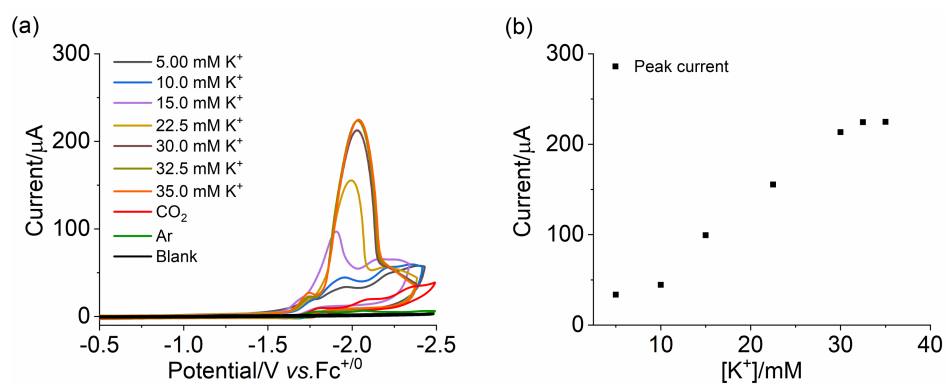 (a)
300
200
100
0
Current/μA
5.00 mM K⁺
10.0 mM K⁺
15.0 mM K⁺
22.5 mM K⁺
30.0 mM K⁺
32.5 mM K⁺
35.0 mM K⁺
CO₂
Ar
Blank
-0.5 -1.0 -1.5 -2.0 -2.5
Potential/V vs.Fc⁺/⁰
(b)
300
200
100
0
Current/μA
Peak current
10 20 30 40
[K⁺]/mM